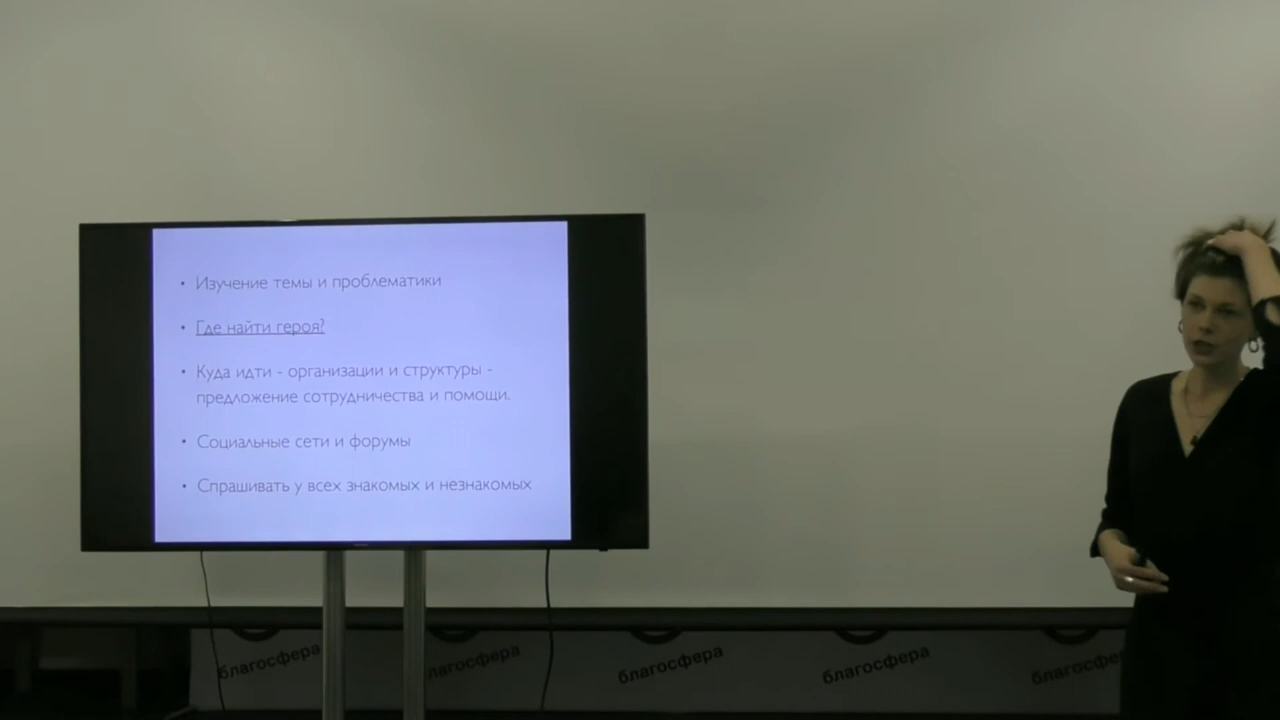 • Изучение темы и проблематики
• Где найти героя?
• Куда идти - организации и структуры -
предложение сотрудничества и помощи.
• Социальные сети и форумы
• Спрашивать у всех знакомых и незнакомых
благосфера
лагосфера
благосфера
благосфера
благосфе